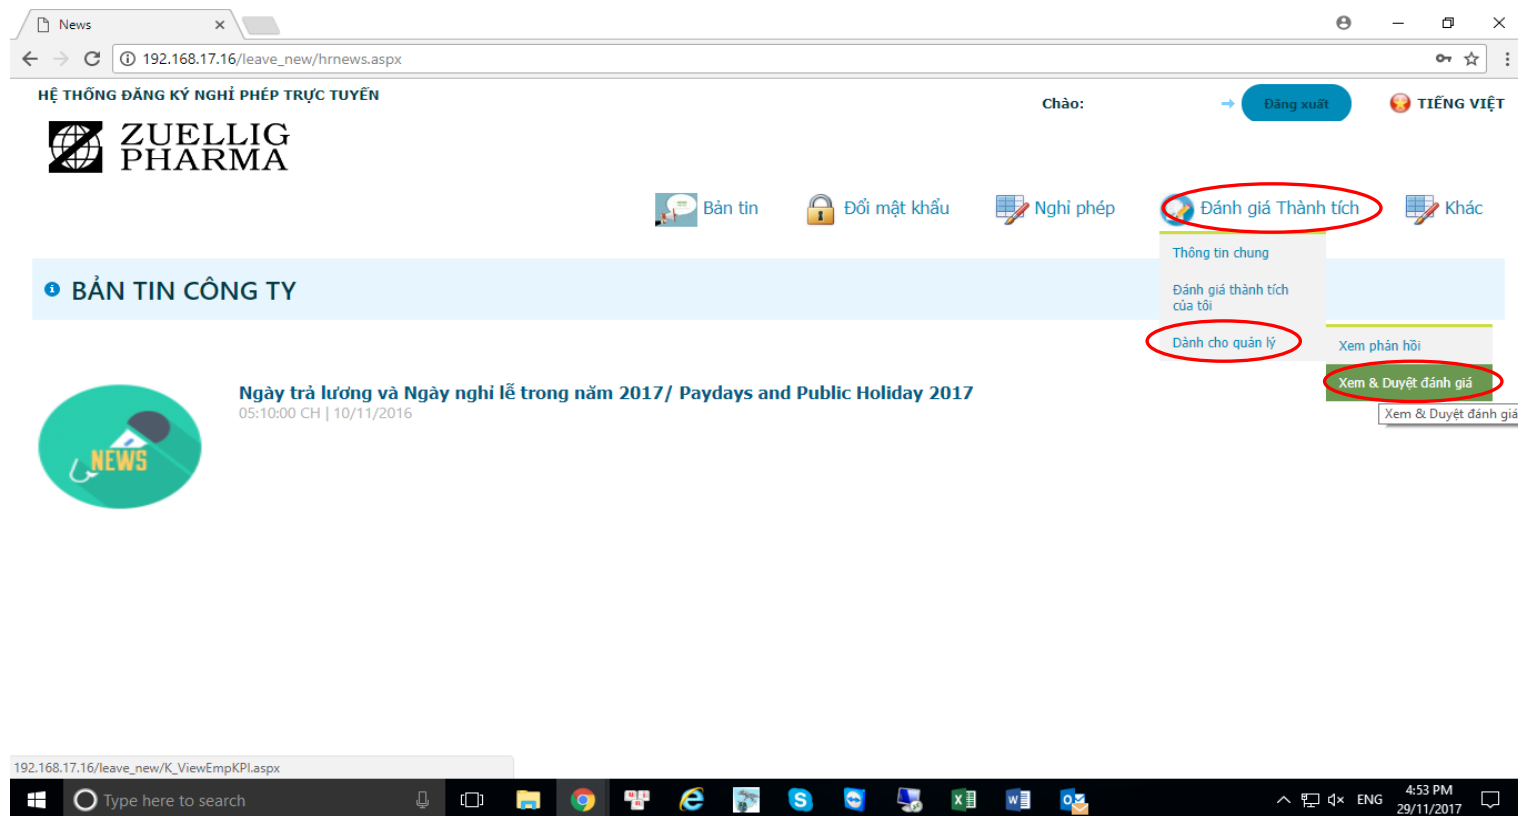 News
192.168.17.16/leave_new/hrnews.aspx
HỆ THỐNG ĐĂNG KÝ NGHỈ PHÉP TRỰC TUYẾN
Chào:
Đăng xuất
TIẾNG VIỆT
ZUELLIG
PHARMA
Bản tin
Đổi mật khẩu
Nghỉ phép
Đánh giá Thành tích
Khác
Thông tin chung
BẢN TIN CÔNG TY
Đánh giá thành tích
của tôi
Dành cho quản lý
Xem phản hồi
Xem & Duyệt đánh giá
Xem & Duyệt đánh giá
Ngày trả lương và Ngày nghỉ lễ trong năm 2017/ Paydays and Public Holiday 2017
05:10:00 CH | 10/11/2016
NEWS
192.168.17.16/leave_new/K_ViewEmpKPI.aspx
Type here to search
ENG
4:53 PM
29/11/2017